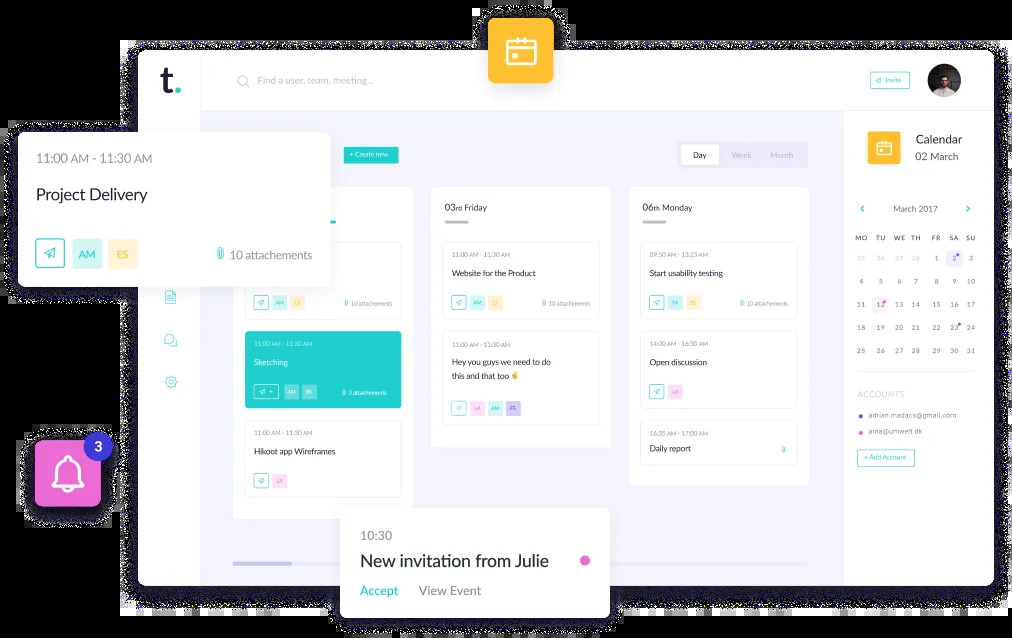 t.
Find a user, team, meeting...
Invite
11:00 AM - 11:30 AM
Project Delivery
AM
ES
10 attachements
+ Create new
Day
Week
Month
AM
ES
10 attachements
11:00 AM - 11:30 AM
Sketching
AM
3 attachements
11:00 AM - 11:30 AM
Hikoot app Wireframes
LA
03rd Friday
11:00 AM - 11:30 AM
Website for the Product
AM
ES
10 attachements
11:00 AM - 11:30 AM
Hey you guys we need to do
this and that too ✌
LA
AM
ES
06th Monday
09:50 AM - 13:25 AM
Start usability testing
TX
ES
10 attachements
14:00 AM - 16:30 AM
Open discussion
LA
16:35 AM - 17:00 AM
Daily report
Calendar
02 March
March 2017
MO TU WE TH FR SA SU
25 26 27 28 1 2 3
4 5 6 7 8 9 10
11 12 13 14 15 16 17
18 19 20 21 22 23 24
25 26 27 28 29 30 31
ACCOUNTS
adrian.madacs@gmail.com
ama@umwelt.dk
+ Add Account
3
10:30
New invitation from Julie
Accept
View Event